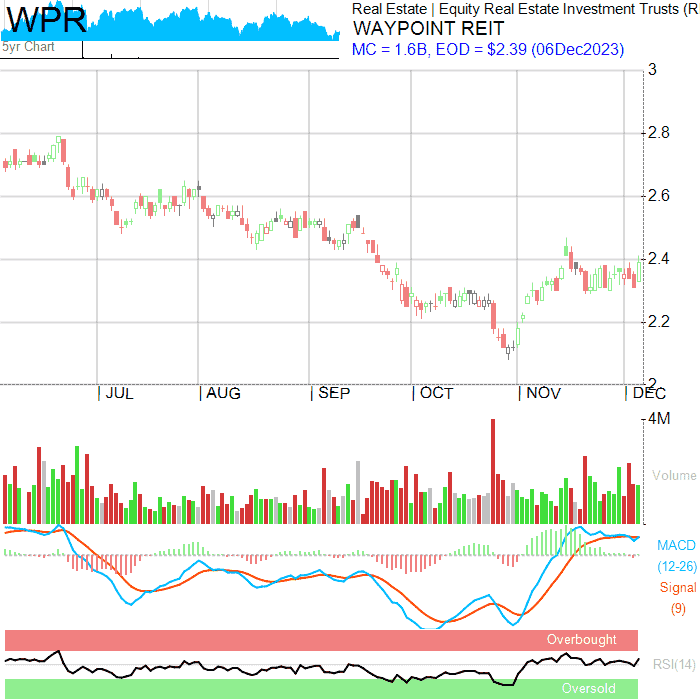 WPR
5yr Chart
Real Estate | Equity Real Estate Investment Trusts (R
WAYPOINT REIT
MC = 1.6B, EOD = $2.39 (06Dec2023)
3
2.8
2.6
2.4
2.2
2
| JUL | AUG | SEP | OCT | NOV | DEC
4M
Volume
MACD
(12-26)
Signal
(9)
Overbought
RSI(14)
Oversold